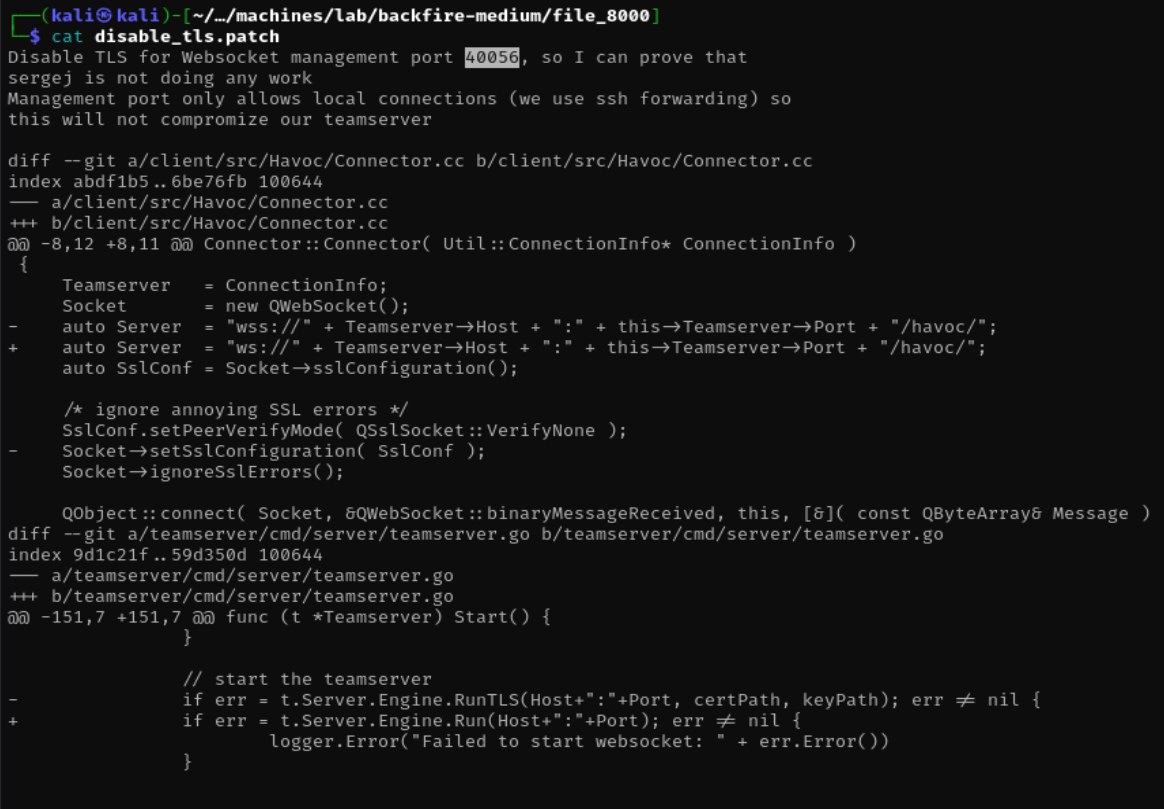 ┌──(kali㉿kali)-[~/…/machines/lab/backfire-medium/file_8000]
└─$ cat disable_tls.patch
Disable TLS for Websocket management port 40056, so I can prove that
sergej is not doing any work
Management port only allows local connections (we use ssh forwarding) so
this will not compromize our teamserver

diff --git a/client/src/Havoc/Connector.cc b/client/src/Havoc/Connector.cc
index abdf1b5..6be76fb 100644
--- a/client/src/Havoc/Connector.cc
+++ b/client/src/Havoc/Connector.cc
@@ -8,12 +8,11 @@ Connector::Connector( Util::ConnectionInfo* ConnectionInfo )
 {
     Teamserver   = ConnectionInfo;
     Socket       = new QWebSocket();
-    auto Server  = "wss://" + Teamserver->Host + ":" + this->Teamserver->Port + "/havoc/";
+    auto Server  = "ws://" + Teamserver->Host + ":" + this->Teamserver->Port + "/havoc/";
     auto SslConf = Socket->sslConfiguration();

     /* ignore annoying SSL errors */
     SslConf.setPeerVerifyMode( QSslSocket::VerifyNone );
-    Socket->setSslConfiguration( SslConf );
     Socket->ignoreSslErrors();

     QObject::connect( Socket, &QWebSocket::binaryMessageReceived, this, [&]( const QByteArray& Message )
diff --git a/teamserver/cmd/server/teamserver.go b/teamserver/cmd/server/teamserver.go
index 9d1c21f..59d350d 100644
--- a/teamserver/cmd/server/teamserver.go
+++ b/teamserver/cmd/server/teamserver.go
@@ -151,7 +151,7 @@ func (t *Teamserver) Start() {
                }

                // start the teamserver
-               if err = t.Server.Engine.RunTLS(Host+":"+Port, certPath, keyPath); err != nil {
+               if err = t.Server.Engine.Run(Host+":"+Port); err != nil {
                        logger.Error("Failed to start websocket: " + err.Error())
                }